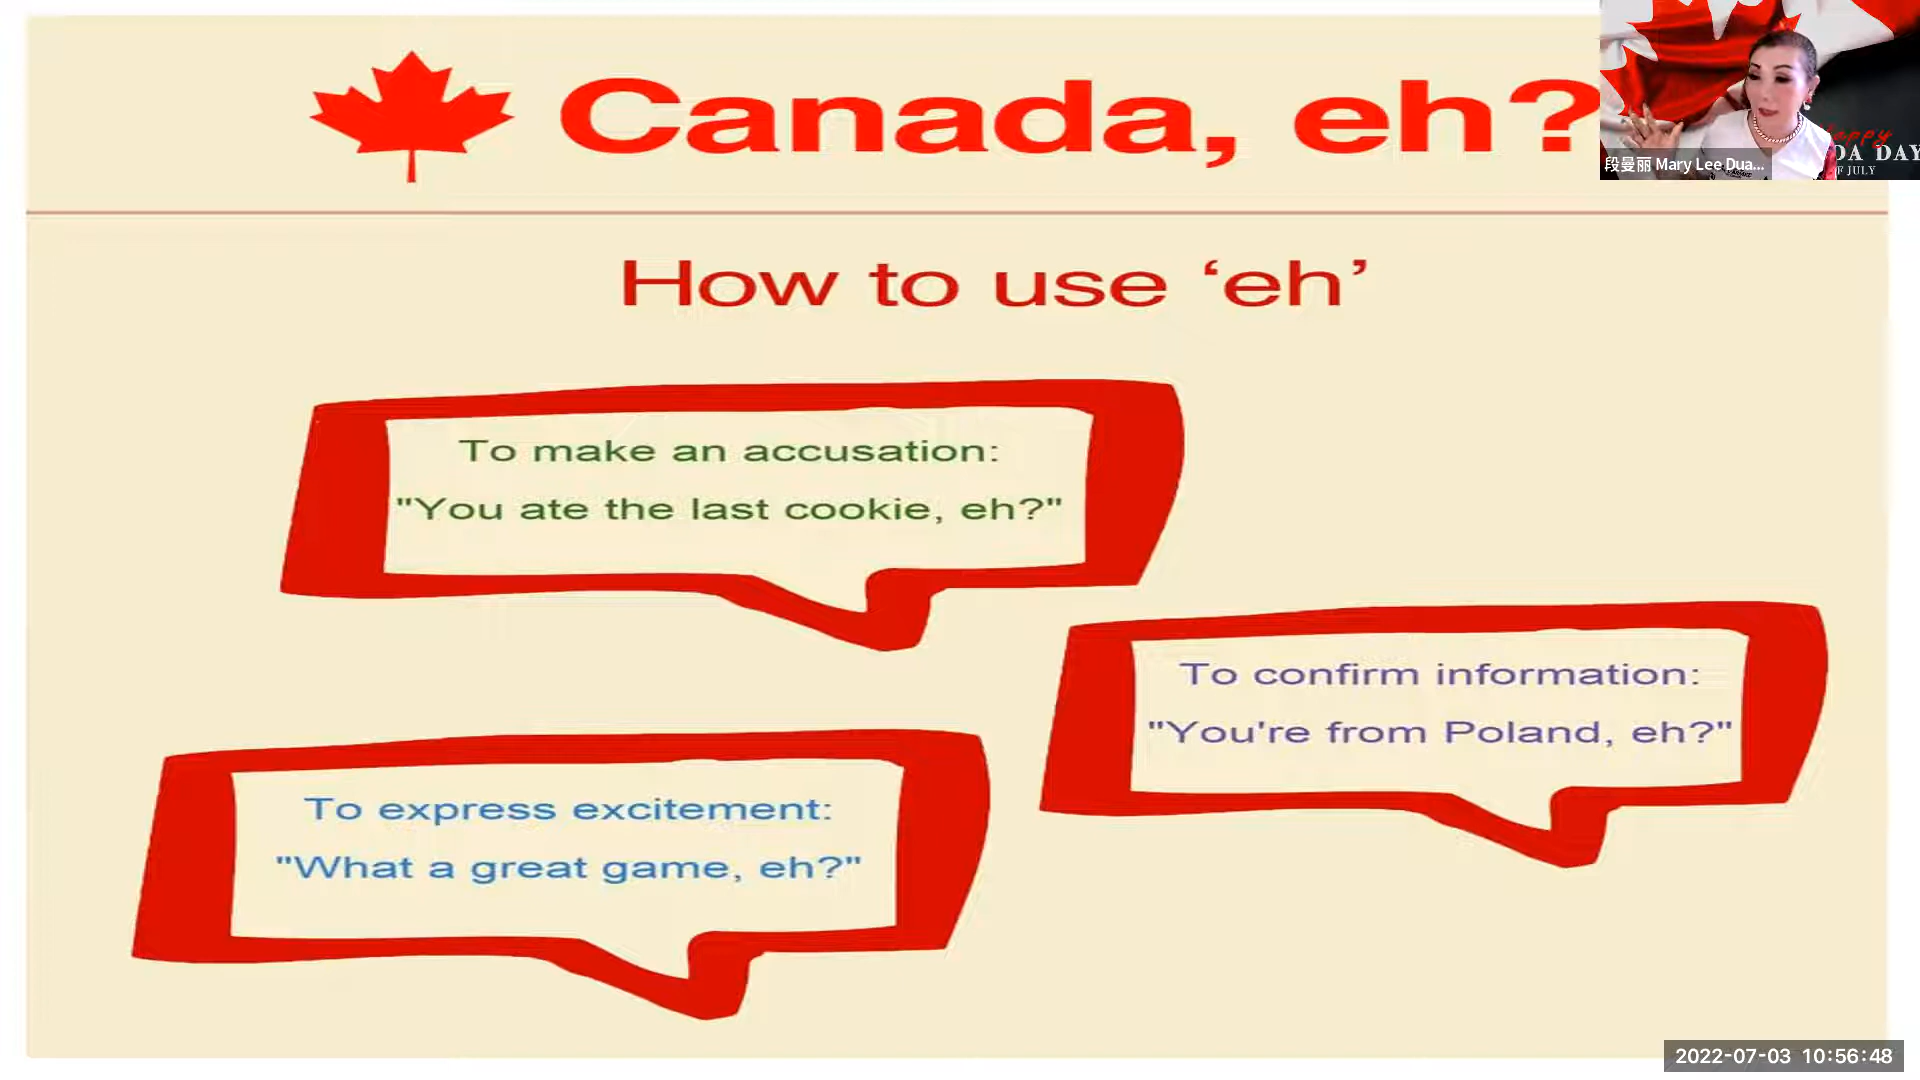 Canada, eh?
How to use ‘eh’
To make an accusation:
"You ate the last cookie, eh?"
To confirm information:
"You're from Poland, eh?"
To express excitement:
"What a great game, eh?"
段曼丽 Mary Lee Dua...
DAY
JULY
2022-07-03 10:56:48